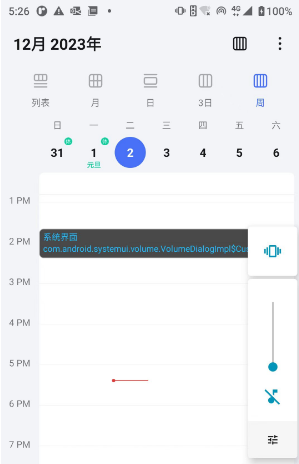 5:26 4G 100%
12月 2023年
列表 月 日 3日 周
日 一 二 三 四 五 六
休 休
31 1 2 3 4 5 6
元旦
1 PM
2 PM
系统界面
com.android.systemui.volume.VolumeDialogImpl$Cus
3 PM
4 PM
5 PM
6 PM
7 PM